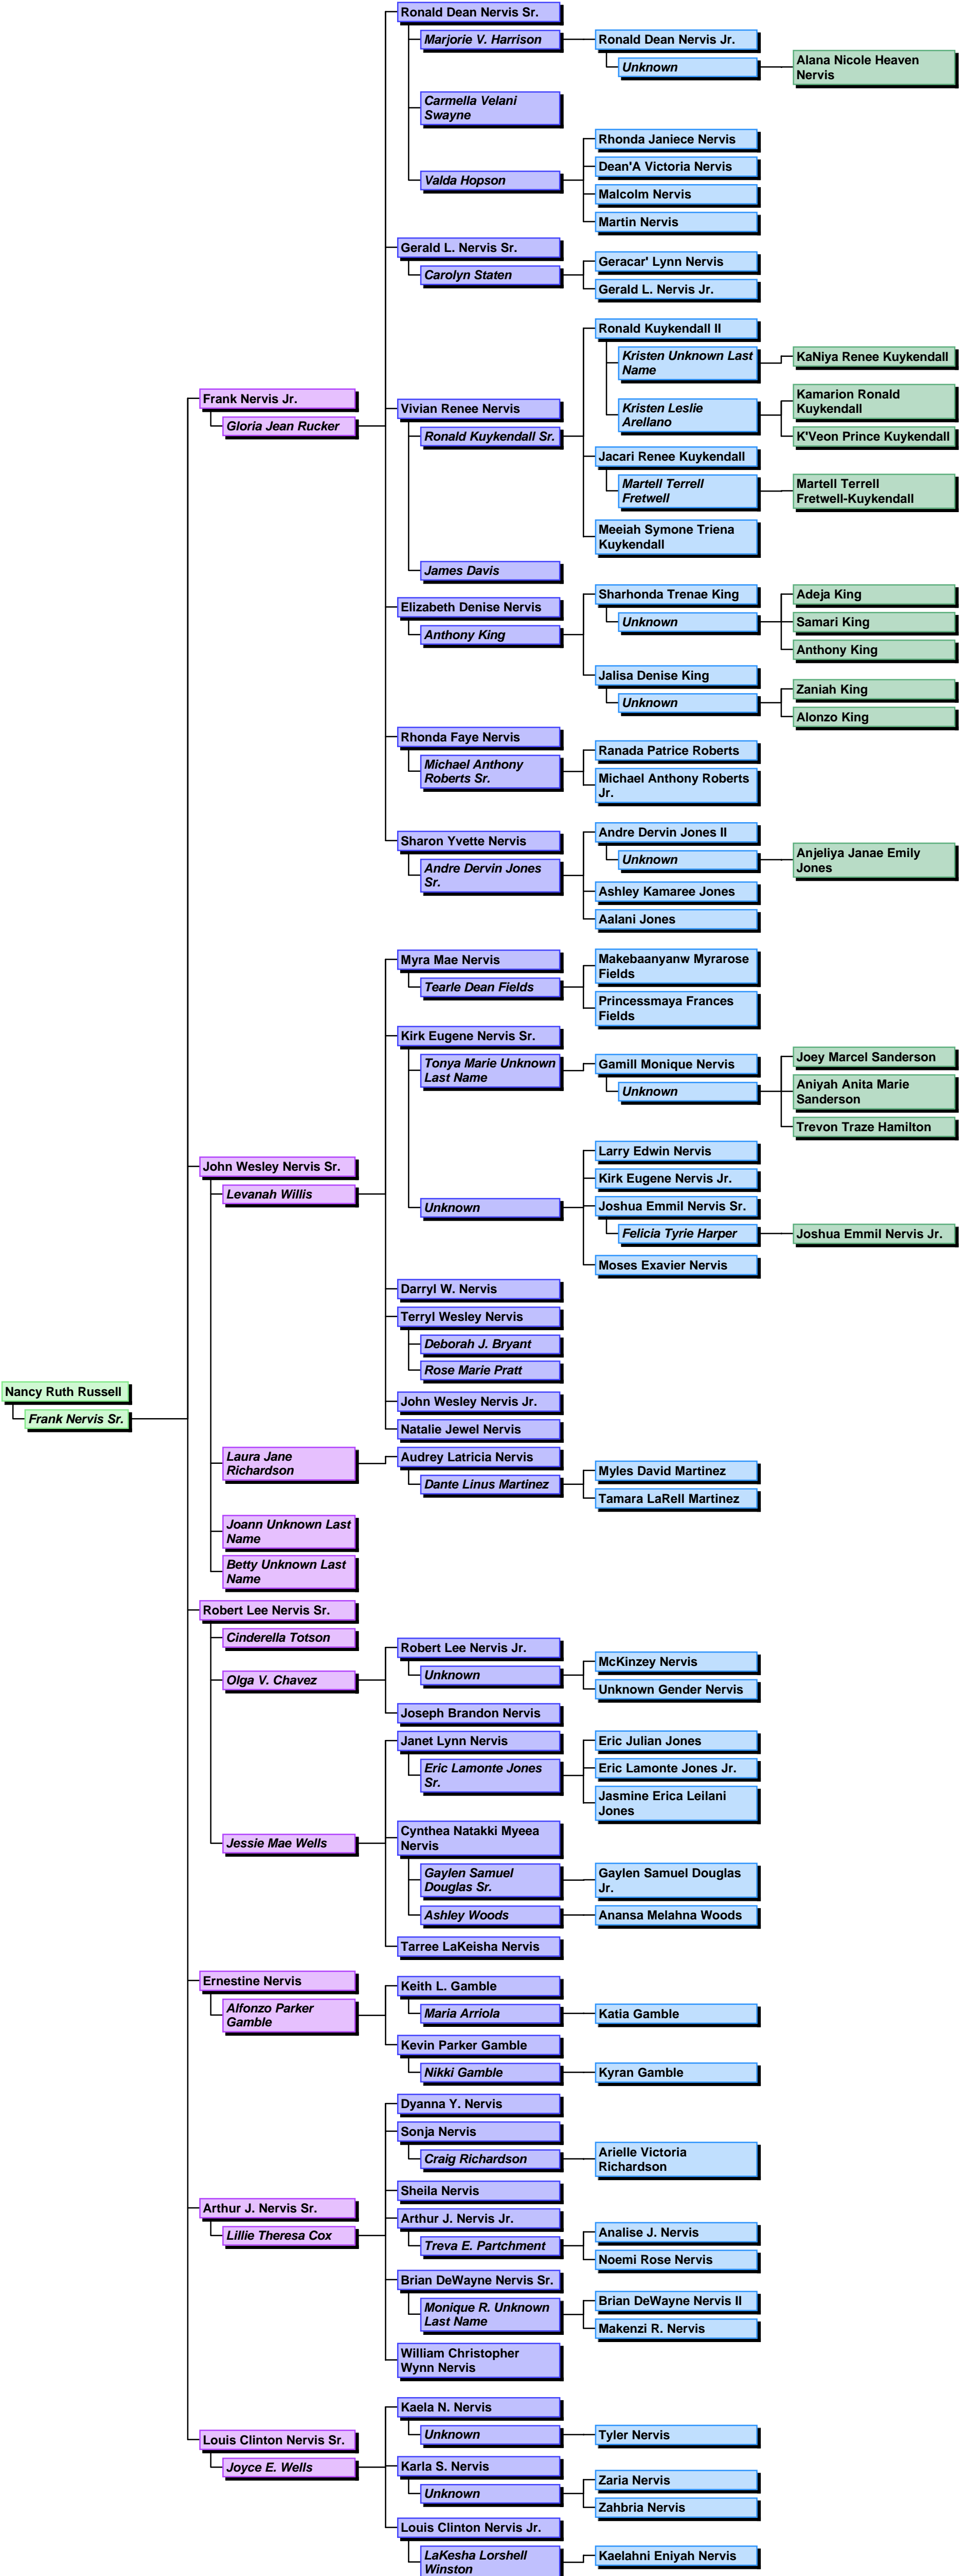 Ronald Dean Nervis Sr.
Marjorie V. Harrison
Ronald Dean Nervis Jr.
Unknown
Alana Nicole Heaven
Nervis
Carmella Velani
Swayne
Valda Hopson
Rhonda Janiece Nervis
Dean'A Victoria Nervis
Malcolm Nervis
Martin Nervis
Gerald L. Nervis Sr.
Carolyn Staten
Geracar' Lynn Nervis
Gerald L. Nervis Jr.
Frank Nervis Jr.
Gloria Jean Rucker
Vivian Renee Nervis
Ronald Kuykendall Sr.
Ronald Kuykendall II
Kristen Unknown Last
Name
KaNiya Renee Kuykendall
Kristen Leslie
Arellano
Kamarion Ronald
Kuykendall
K'Veon Prince Kuykendall
Jacari Renee Kuykendall
Martell Terrell
Fretwell
Martell Terrell
Fretwell-Kuykendall
Meeiah Symone Triena
Kuykendall
James Davis
Elizabeth Denise Nervis
Anthony King
Sharhonda Trenae King
Unknown
Adeja King
Samari King
Anthony King
Jalisa Denise King
Unknown
Zaniah King
Alonzo King
Rhonda Faye Nervis
Michael Anthony
Roberts Sr.
Ranada Patrice Roberts
Michael Anthony Roberts
Jr.
Sharon Yvette Nervis
Andre Dervin Jones
Sr.
Andre Dervin Jones II
Unknown
Anjeliya Janae Emily
Jones
Ashley Kamaree Jones
Aalani Jones
Myra Mae Nervis
Tearle Dean Fields
Makebaanyanw Myrarose
Fields
Princessmaya Frances
Fields
Kirk Eugene Nervis Sr.
Tonya Marie Unknown
Last Name
Gamill Monique Nervis
Unknown
Joey Marcel Sanderson
Aniyah Anita Marie
Sanderson
Trevon Traze Hamilton
John Wesley Nervis Sr.
Levanah Willis
Unknown
Larry Edwin Nervis
Kirk Eugene Nervis Jr.
Joshua Emmil Nervis Sr.
Felicia Tyrie Harper
Joshua Emmil Nervis Jr.
Moses Exavier Nervis
Darryl W. Nervis
Terryl Wesley Nervis
Deborah J. Bryant
Rose Marie Pratt
Nancy Ruth Russell
Frank Nervis Sr.
John Wesley Nervis Jr.
Natalie Jewel Nervis
Laura Jane
Richardson
Audrey Latricia Nervis
Dante Linus Martinez
Myles David Martinez
Tamara LaRell Martinez
Joann Unknown Last
Name
Betty Unknown Last
Name
Robert Lee Nervis Sr.
Cinderella Totson
Olga V. Chavez
Robert Lee Nervis Jr.
Unknown
McKinzey Nervis
Unknown Gender Nervis
Joseph Brandon Nervis
Jessie Mae Wells
Janet Lynn Nervis
Eric Lamonte Jones
Sr.
Eric Julian Jones
Eric Lamonte Jones Jr.
Jasmine Erica Leilani
Jones
Cynthea Natakki Myeea
Nervis
Gaylen Samuel
Douglas Sr.
Gaylen Samuel Douglas
Jr.
Ashley Woods
Anansa Melahna Woods
Tarree LaKeisha Nervis
Ernestine Nervis
Alfonzo Parker
Gamble
Keith L. Gamble
Maria Arriola
Katia Gamble
Kevin Parker Gamble
Nikki Gamble
Kyran Gamble
Arthur J. Nervis Sr.
Lillie Theresa Cox
Dyanna Y. Nervis
Sonja Nervis
Craig Richardson
Arielle Victoria
Richardson
Sheila Nervis
Arthur J. Nervis Jr.
Treva E. Partchment
Analise J. Nervis
Noemi Rose Nervis
Brian DeWayne Nervis Sr.
Monique R. Unknown
Last Name
Brian DeWayne Nervis II
Makenzi R. Nervis
William Christopher
Wynn Nervis
Louis Clinton Nervis Sr.
Joyce E. Wells
Kaela N. Nervis
Unknown
Tyler Nervis
Karla S. Nervis
Unknown
Zaria Nervis
Zahbria Nervis
Louis Clinton Nervis Jr.
LaKesha Lorshell
Winston
Kaelahni Eniyah Nervis